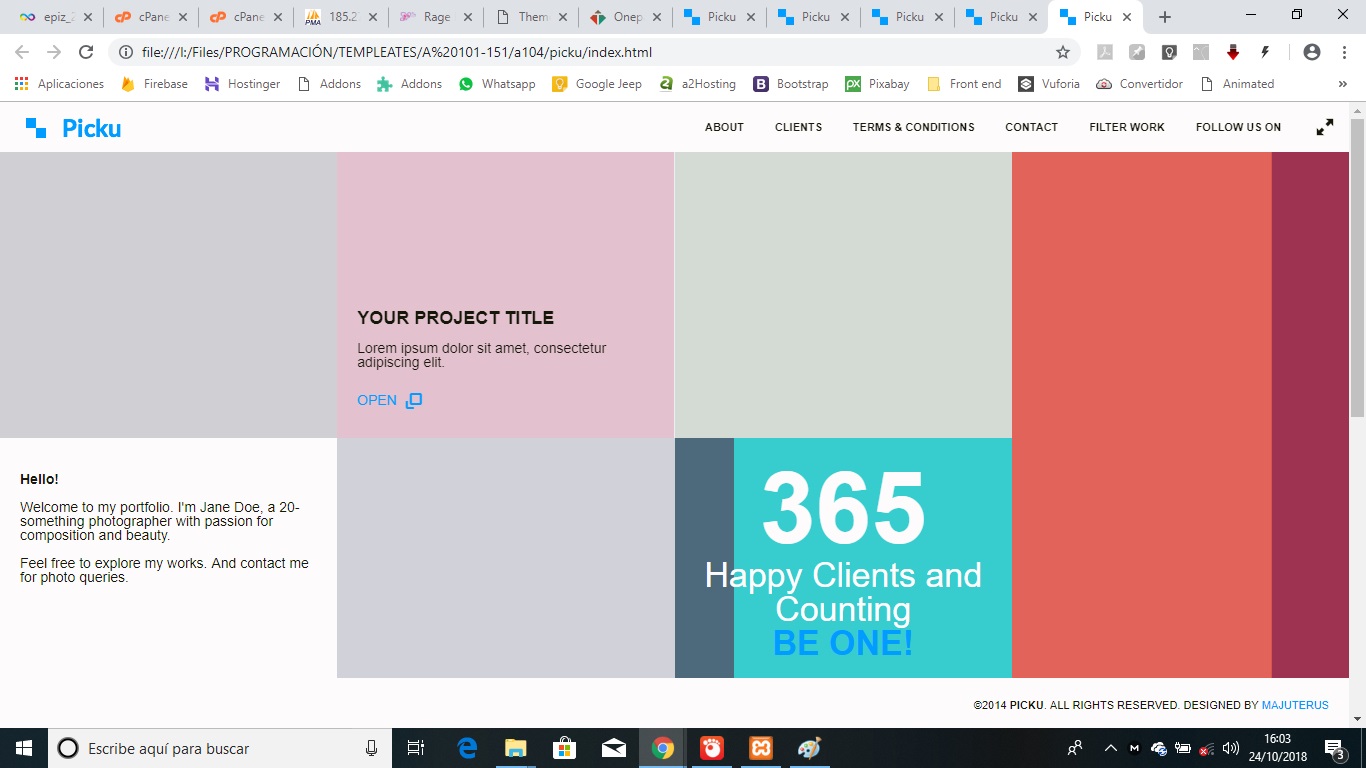 epiz_2
cPane
cPane
185.2
Rage
Them
Onep
Picku
Picku
Picku
Picku
Picku
file:///I:/Files/PROGRAMACIÓN/TEMPLEATES/A%20101-151/a104/picku/index.html
Aplicaciones
Firebase
Hostinger
Addons
Addons
Whatsapp
Google Jeep
a2Hosting
Bootstrap
Pixabay
Front end
Vuforia
Convertidor
Animated
Picku
ABOUT
CLIENTS
TERMS & CONDITIONS
CONTACT
FILTER WORK
FOLLOW US ON
YOUR PROJECT TITLE
Lorem ipsum dolor sit amet, consectetur
adipiscing elit.
OPEN
Hello!
Welcome to my portfolio. I'm Jane Doe, a 20-
something photographer with passion for
composition and beauty.
Feel free to explore my works. And contact me
for photo queries.
365
Happy Clients and
Counting
BE ONE!
©2014 PICKU. ALL RIGHTS RESERVED. DESIGNED BY MAJUTERUS
Escribe aquí para buscar
16:03
24/10/2018
3